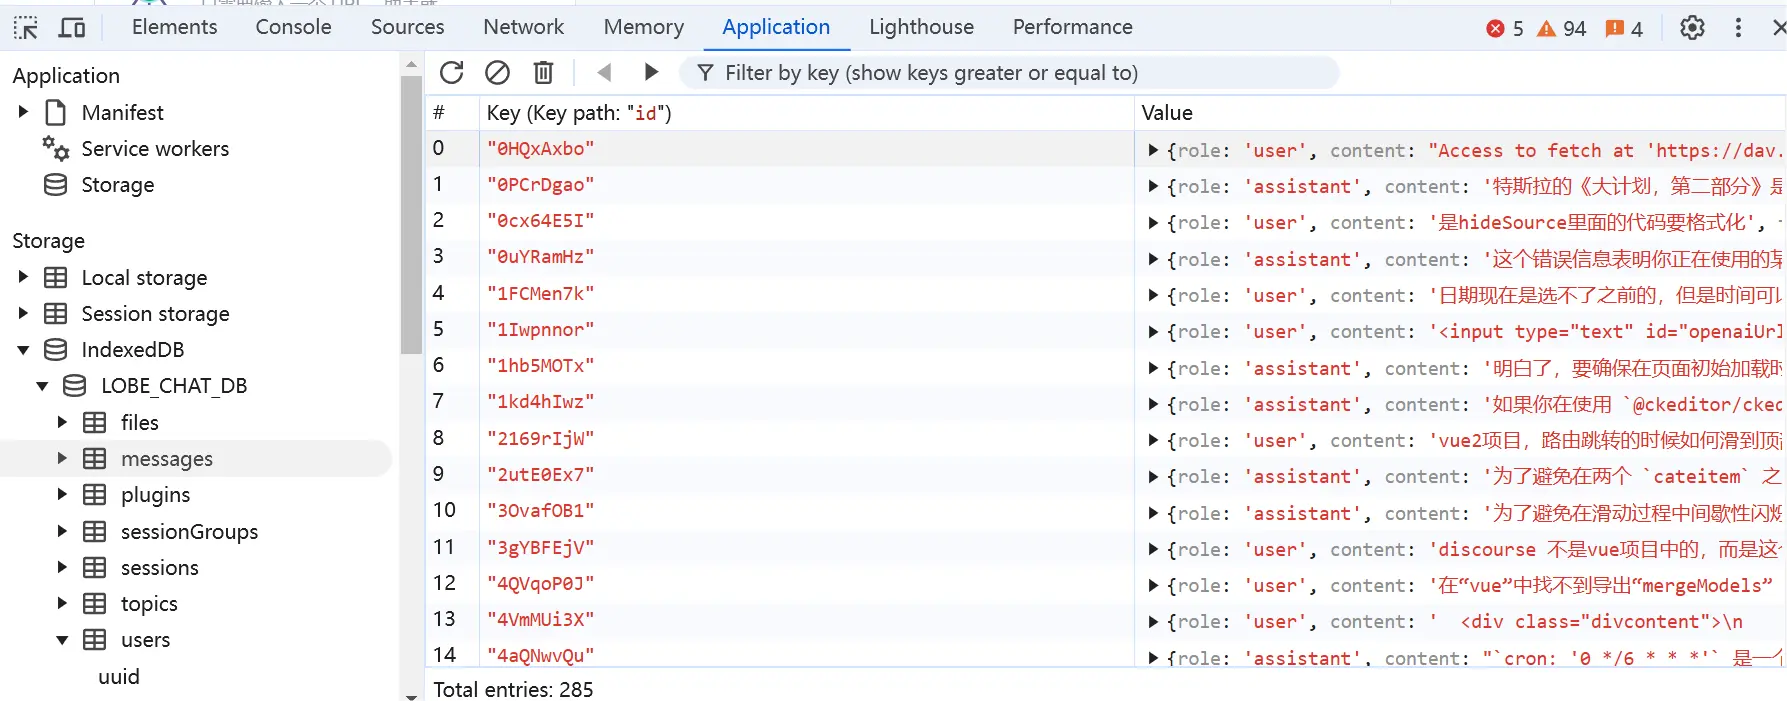 Elements Console Sources Network Memory Application Lighthouse Performance 5 94 4
Application
Manifest
Service workers
Storage
Storage
Local storage
Session storage
IndexedDB
LOBE_CHAT_DB
files
messages
plugins
sessionGroups
sessions
topics
users
uuid
Filter by key (show keys greater or equal to)
# Key (Key path: "id") Value
0 "0HQxAxbo" {role: 'user', content: "Access to fetch at 'https://dav.
1 "0PCrDgao" {role: 'assistant', content: '特斯拉的《大计划，第二部分》是
2 "0cx64E5I" {role: 'user', content: '是hideSource里面的代码要格式化',
3 "0uYRamHz" {role: 'assistant', content: '这个错误信息表明你正在使用的某
4 "1FCMen7k" {role: 'user', content: '日期现在是选不了之前的，但是时间可以
5 "1Iwpnnor" {role: 'user', content: '<input type="text" id="openaiUrl
6 "1hb5MOTx" {role: 'assistant', content: '明白了，要确保在页面初始加载时
7 "1kd4hIwz" {role: 'assistant', content: '如果你在使用 `@ckeditor/cked
8 "2169rIjW" {role: 'user', content: 'vue2项目，路由跳转的时候如何滑到顶
9 "2utE0Ex7" {role: 'assistant', content: '为了避免在两个 `cateitem` 之
10 "3OvafOB1" {role: 'assistant', content: '为了避免在滑动过程中间歇性闪烁
11 "3gYBFEjV" {role: 'user', content: 'discourse 不是vue项目中的，而是这个
12 "4QVqoP0J" {role: 'user', content: '在“vue”中找不到导出“mergeModels”
13 "4VmMUi3X" {role: 'user', content: ' <div class="divcontent">\n
14 "4aQNwvQu" {role: 'assistant', content: "`cron: '0 */6 * * *'` 是一个
Total entries: 285